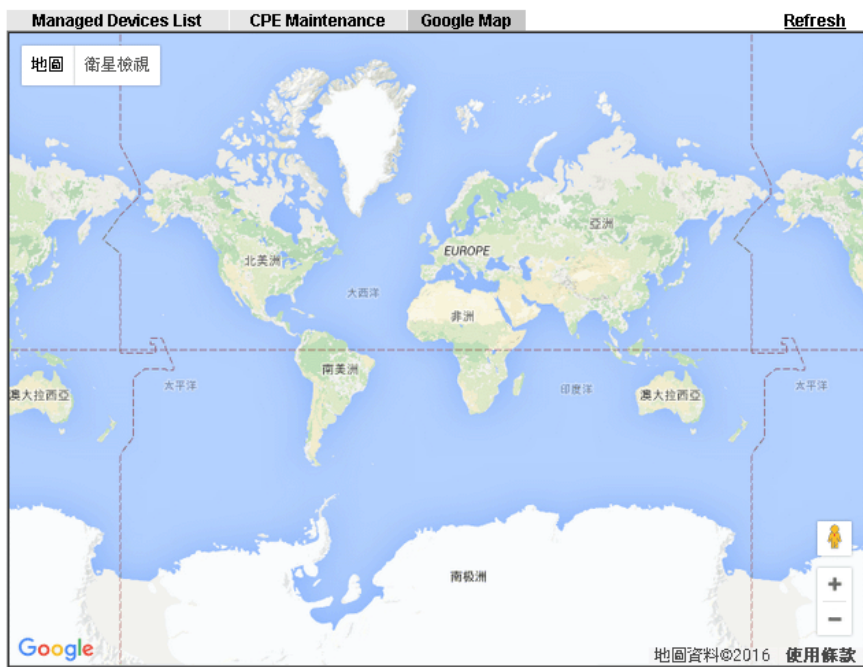 Managed Devices List CPE Maintenance Google Map Refresh
地圖 衛星檢視
亞洲
EUROPE
北美洲
大西洋
非洲
南美洲
澳大拉西亞 太平洋 印度洋 澳大拉西亞 太平洋
南极洲
Google
地圖資料©2016 使用條款